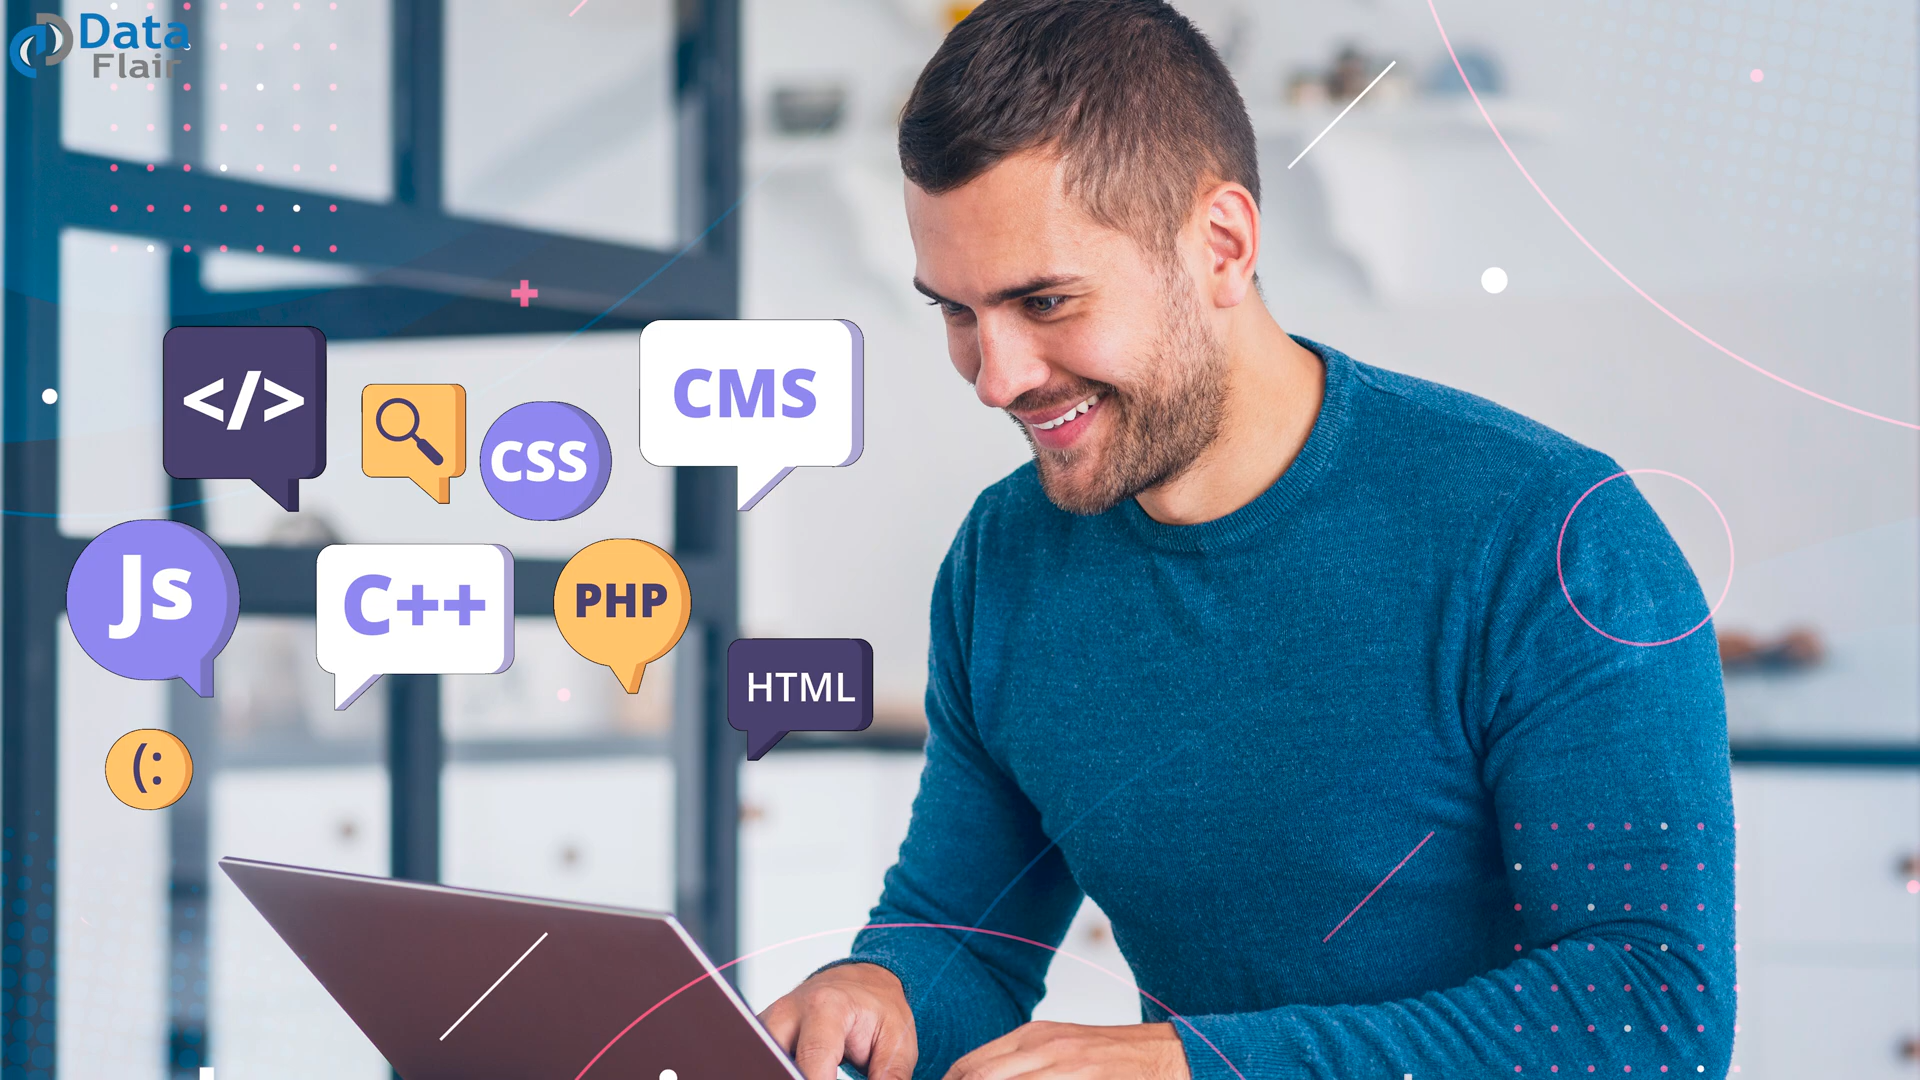 Data
Flair
</>
CMS
CSS
Js
C++
PHP
HTML
(: